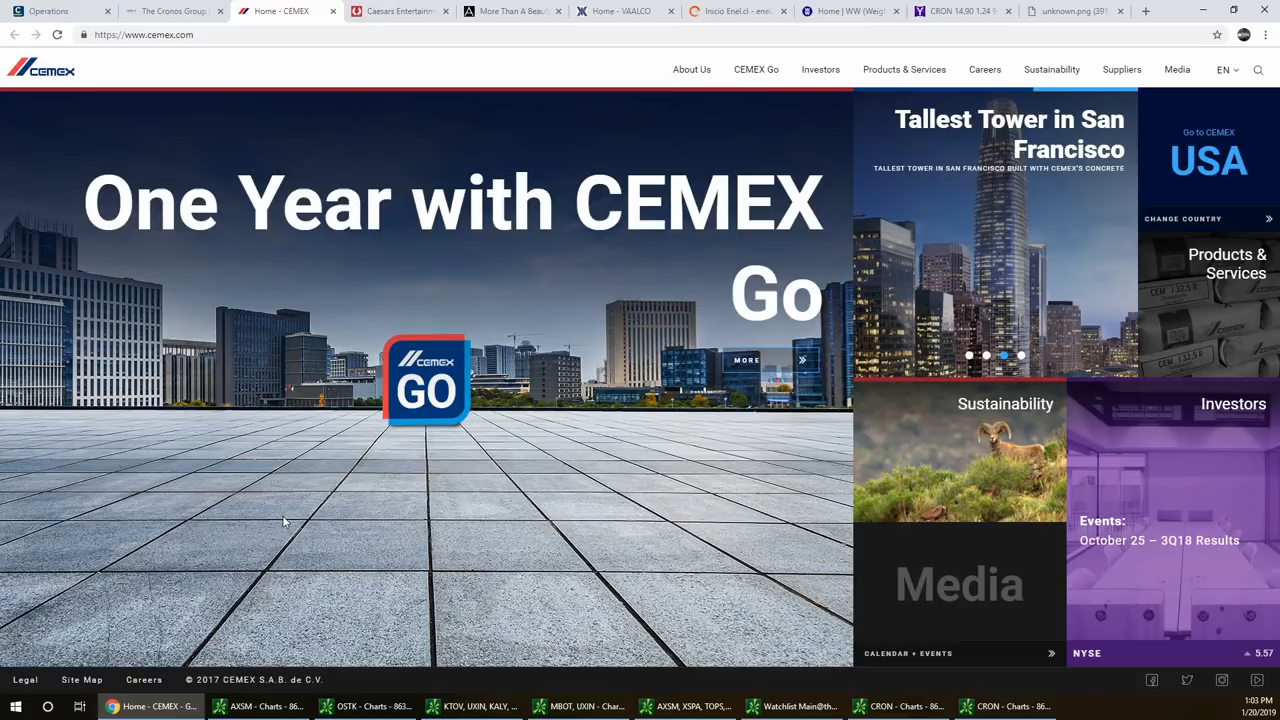 Operations
The Cronos Group |
Home - CEMEX
Caesars Entertainm
More Than A Beau
Home - VAALCO
Inicio Enel.cl - enel
Home | WW (Weigh
CRON 14.90 1.24 9
unknown.png (391
https://www.cemex.com
CEMEX
About Us
CEMEX Go
Investors
Products & Services
Careers
Sustainability
Suppliers
Media
EN
One Year with CEMEX
Go
MORE
CEMEX
GO
Tallest Tower in San
Francisco
TALLEST TOWER IN SAN FRANCISCO BUILT WITH CEMEX'S CONCRETE
Go to CEMEX
USA
CHANGE COUNTRY
Products &
Services
Sustainability
Investors
Events:
October 25 – 3Q18 Results
Media
CALENDAR + EVENTS
NYSE
5.57
Legal
Site Map
Careers
© 2017 CEMEX S.A.B. de C.V.
Home - CEMEX - G...
AXSM - Charts - 86...
OSTK - Charts - 863...
KTOV, UXIN, KALY, ...
MBOT, UXIN - Char...
AXSM, XSPA, TOPS,...
Watchlist Main@th...
CRON - Charts - 86...
CRON - Charts - 86...
1:03 PM
1/20/2019